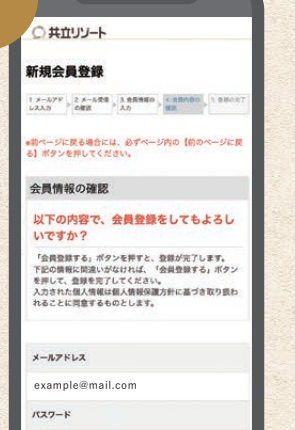 共立リゾート
新規会員登録
1.メールアド 2.メール受信 3.会員情報の 4.会員内容の 5.登録の完了
レス入力 の確認 入力 確認
※前ページに戻る場合には、必ずページ内の【前のページに戻
る】ボタンを押してください。
会員情報の確認
以下の内容で、会員登録をしてもよろし
いですか？
「会員登録する」ボタンを押すと、登録が完了します。
下記の情報に間違いがなければ、「会員登録する」ボタン
を押して、登録を完了してください。
入力された個人情報は個人情報保護方針に基づき取り扱わ
れることに同意するものとします。
メールアドレス
example@mail.com
パスワード